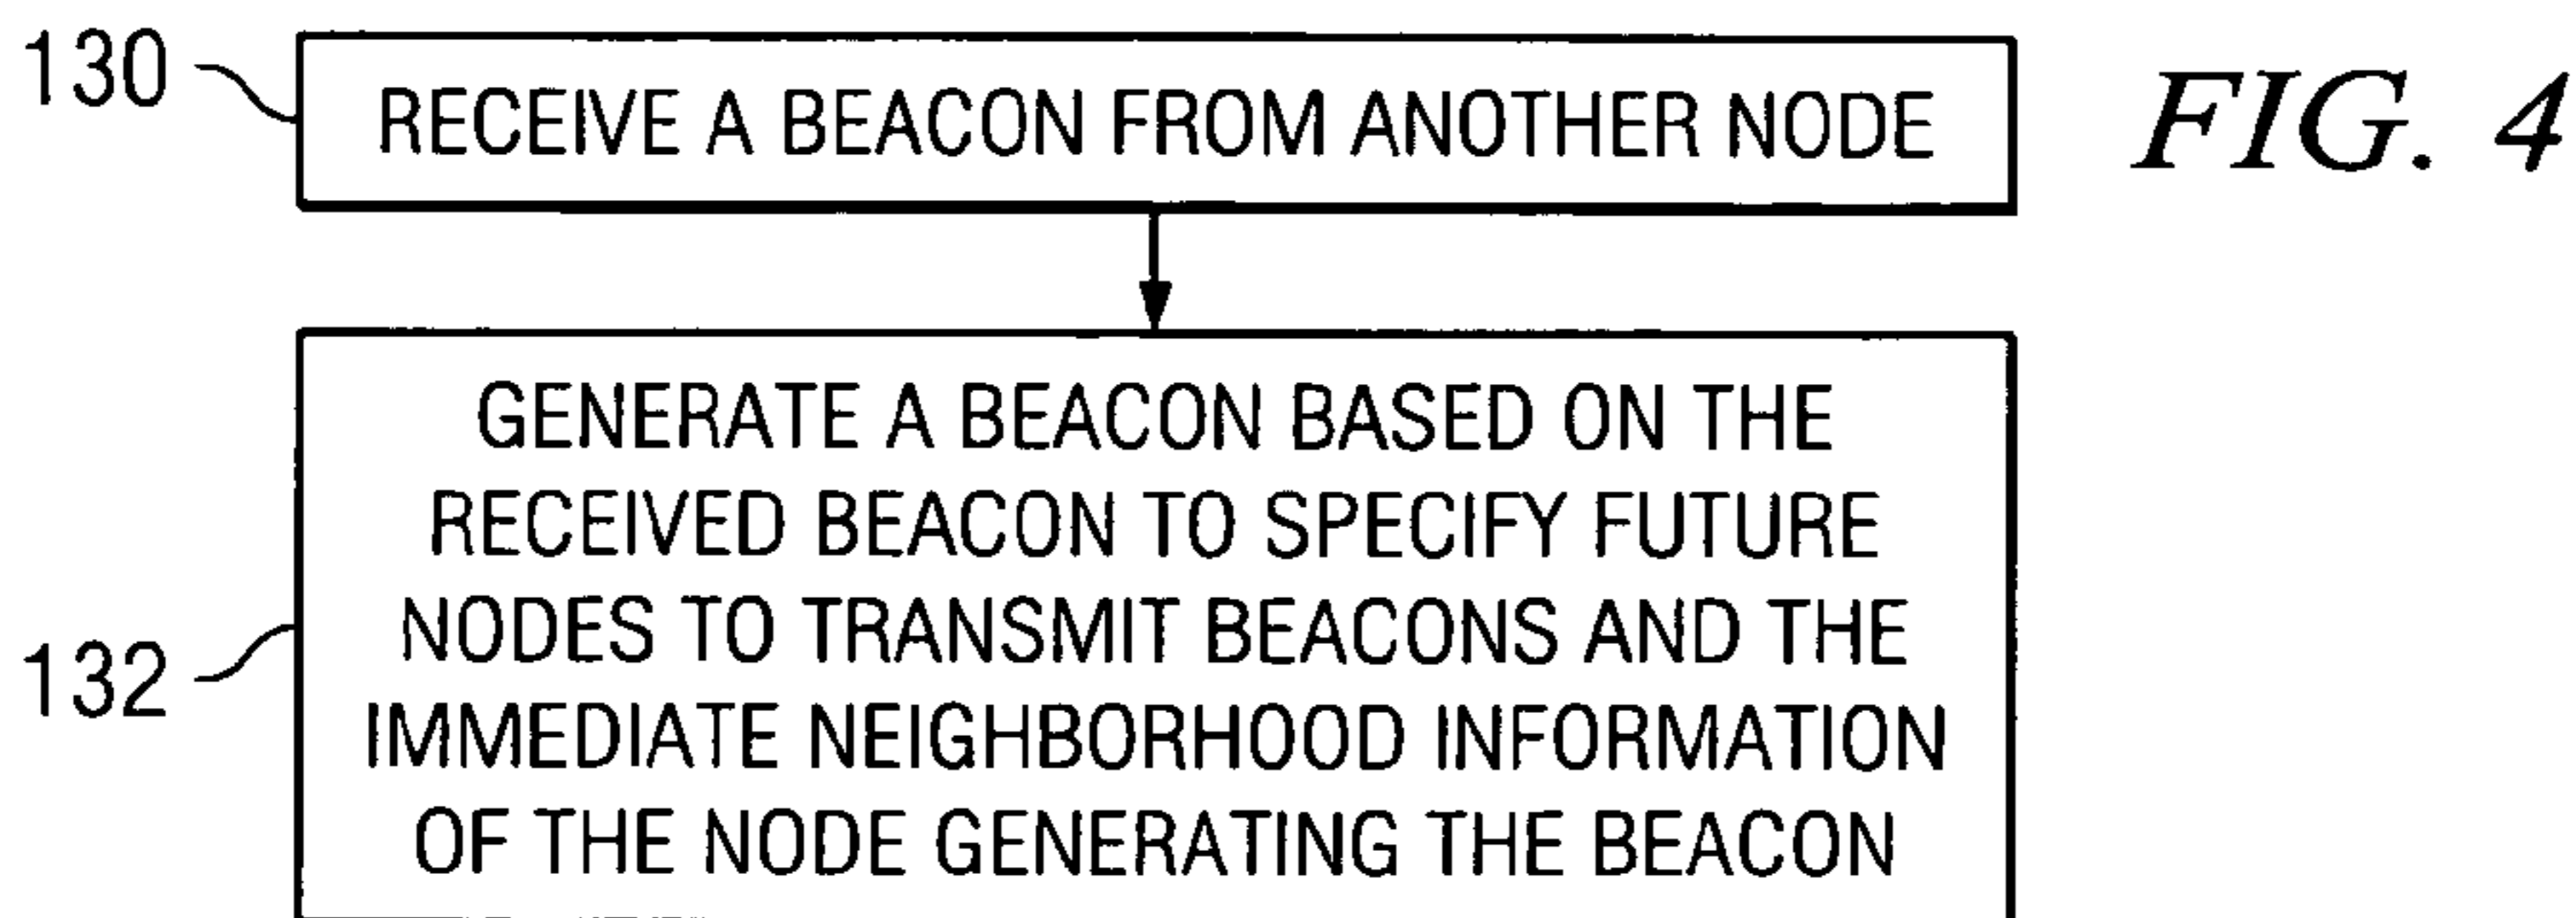 130
RECEIVE A BEACON FROM ANOTHER NODE
FIG. 4
GENERATE A BEACON BASED ON THE
RECEIVED BEACON TO SPECIFY FUTURE
NODES TO TRANSMIT BEACONS AND THE
132
IMMEDIATE NEIGHBORHOOD INFORMATION
OF THE NODE GENERATING THE BEACON